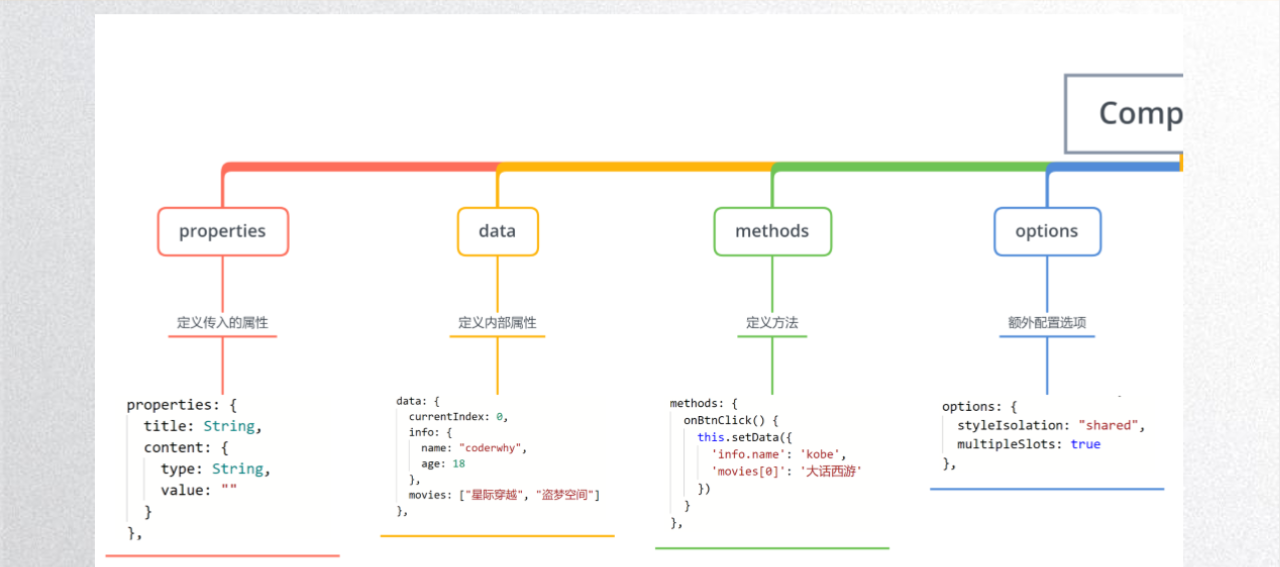 Comp
properties
data
methods
options
定义传入的属性
定义内部属性
定义方法
额外配置选项
properties: {
title: String,
content: {
type: String,
value: ""
}
},
data: {
currentIndex: 0,
info: {
name: "coderwhy",
age: 18
},
movies: ["星际穿越", "盗梦空间"]
},
methods: {
onBtnClick() {
this.setData({
'info.name': 'kobe',
'movies[0]': '大话西游'
})
}
},
options: {
styleIsolation: "shared",
multipleSlots: true
},